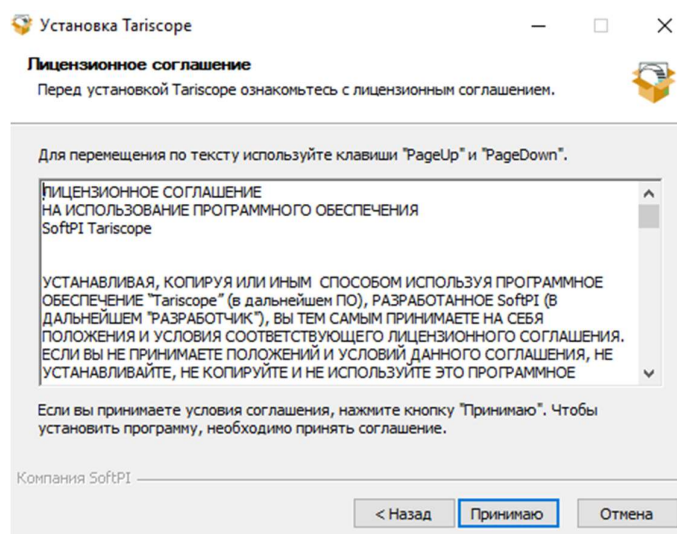 Установка Tariscope
Лицензионное соглашение
Перед установкой Tariscope ознакомьтесь с лицензионным соглашением.
Для перемещения по тексту используйте клавиши "PageUp" и "PageDown".
ЛИЦЕНЗИОННОЕ СОГЛАШЕНИЕ
НА ИСПОЛЬЗОВАНИЕ ПРОГРАММНОГО ОБЕСПЕЧЕНИЯ
SoftPI Tariscope
УСТАНАВЛИВАЯ, КОПИРУЯ ИЛИ ИНЫМ  СПОСОБОМ ИСПОЛЬЗУЯ ПРОГРАММНОЕ
ОБЕСПЕЧЕНИЕ "Tariscope" (в дальнейшем ПО), РАЗРАБОТАННОЕ SoftPI (В
ДАЛЬНЕЙШЕМ "РАЗРАБОТЧИК"), ВЫ ТЕМ САМЫМ ПРИНИМАЕТЕ НА СЕБЯ
ПОЛОЖЕНИЯ И УСЛОВИЯ СООТВЕТСТВУЮЩЕГО ЛИЦЕНЗИОННОГО СОГЛАШЕНИЯ.
ЕСЛИ ВЫ НЕ ПРИНИМАЕТЕ ПОЛОЖЕНИЙ И УСЛОВИЙ ДАННОГО СОГЛАШЕНИЯ, НЕ
УСТАНАВЛИВАЙТЕ, НЕ КОПИРУЙТЕ И НЕ ИСПОЛЬЗУЙТЕ ЭТО ПРОГРАММНОЕ
Если вы принимаете условия соглашения, нажмите кнопку "Принимаю". Чтобы
установить программу, необходимо принять соглашение.
Компания SoftPI
< Назад
Принимаю
Отмена